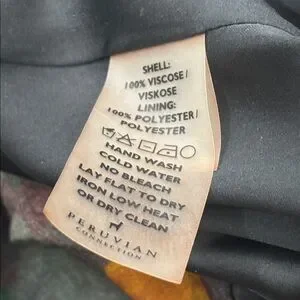 SHELL:
100% VISCOSE/
VISKOSE
LINING:
100% POLYESTER/
POLYESTER
HAND WASH
COLD WATER
NO BLEACH
LAY FLAT TO DRY
IRON LOW HEAT
OR DRY CLEAN
PERUVIAN
CONNECTION